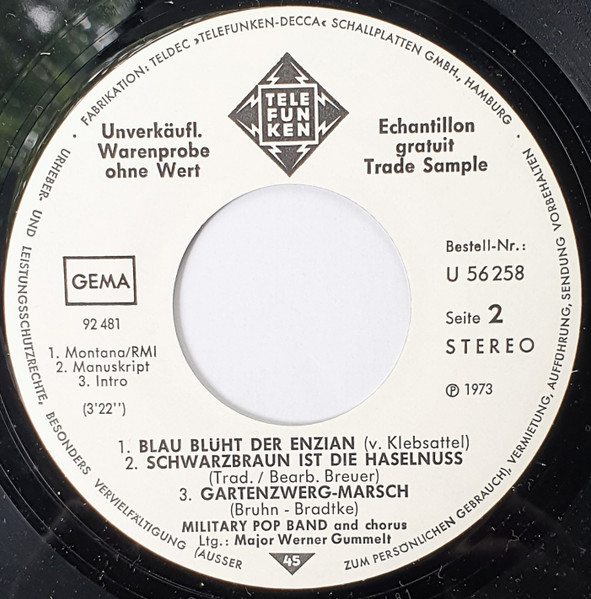 · FABRIKATION: TELDEC »TELEFUNKEN-DECCA« SCHALLPLATTEN GMBH., HAMBURG ·
URHEBER- UND LEISTUNGSSCHUTZRECHTE, BESONDERS VERVIELFÄLTIGUNG (AUSSER
ZUM PERSÖNLICHEN GEBRAUCH), VERMIETUNG, AUFFÜHRUNG, SENDUNG VORBEHALTEN
TELE
FUN
KEN
Unverkäufl.
Warenprobe
ohne Wert
Echantillon
gratuit
Trade Sample
GEMA
92 481
1. Montana/RMI
2. Manuskript
3. Intro
(3'22")
Bestell-Nr.:
U 56 258
Seite 2
STEREO
℗ 1973
1. BLAU BLÜHT DER ENZIAN (v. Klebsattel)
2. SCHWARZBRAUN IST DIE HASELNUSS
(Trad. / Bearb. Breuer)
3. GARTENZWERG-MARSCH
(Bruhn - Bradtke)
MILITARY POP BAND and chorus
Ltg.: Major Werner Gummelt
45